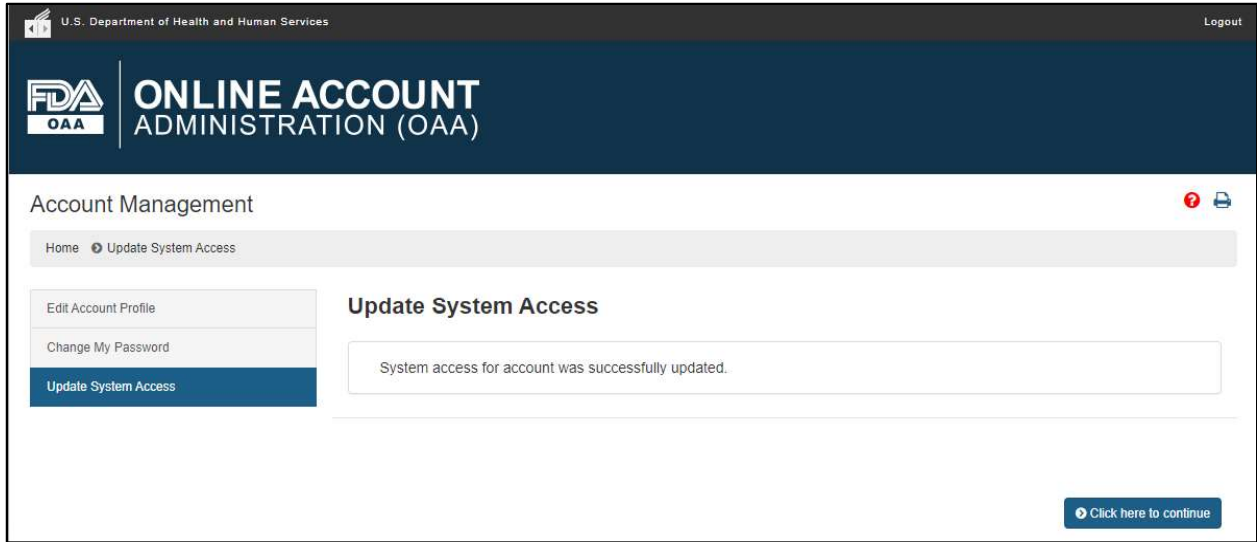 U.S. Department of Health and Human Services
Logout
FDA
OAA
ONLINE ACCOUNT
ADMINISTRATION (OAA)
Account Management
?
Home Update System Access
Edit Account Profile
Change My Password
Update System Access
Update System Access
System access for account was successfully updated.
Click here to continue